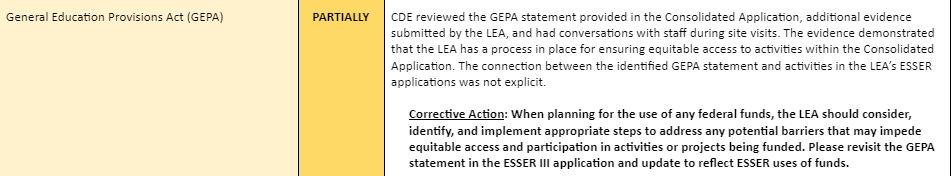 General Education Provisions Act (GEPA)
PARTIALLY
CDE reviewed the GEPA statement provided in the Consolidated Application, additional evidence
submitted by the LEA, and had conversations with staff during site visits. The evidence demonstrated
that the LEA has a process in place for ensuring equitable access to activities within the Consolidated
Application. The connection between the identified GEPA statement and activities in the LEA's ESSER
applications was not explicit.
Corrective Action: When planning for the use of any federal funds, the LEA should consider,
identify, and implement appropriate steps to address any potential barriers that may impede
equitable access and participation in activities or projects being funded. Please revisit the GEPA
statement in the ESSER III application and update to reflect ESSER uses of funds.